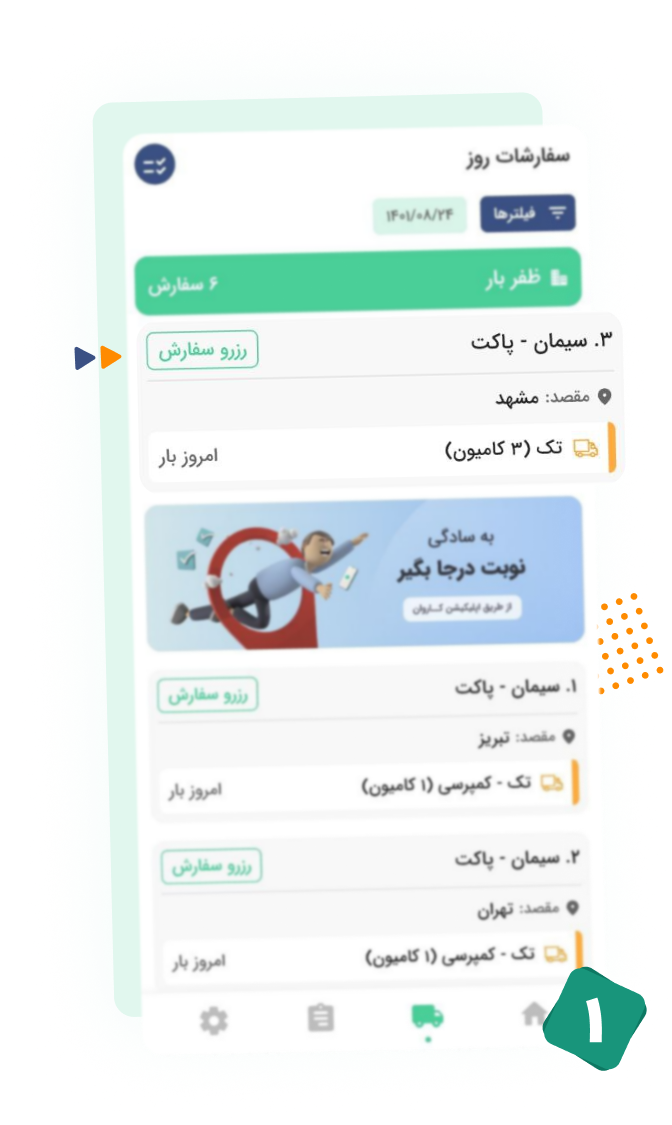 سفارشات روز
فیلترها
۱۴۰۱/۰۸/۲۴
ظفر بار
۶ سفارش
۳. سیمان - پاکت
رزرو سفارش
مقصد: مشهد
تک (۳ کامیون)
امروز بار
به سادگی
نوبت درجا بگیر
از طریق اپلیکیشن کـاروان
۱. سیمان - پاکت
رزرو سفارش
مقصد: تبریز
تک - کمپرسی (۱ کامیون)
امروز بار
۲. سیمان - پاکت
رزرو سفارش
مقصد: تهران
تک - کمپرسی (۱ کامیون)
امروز بار
۱